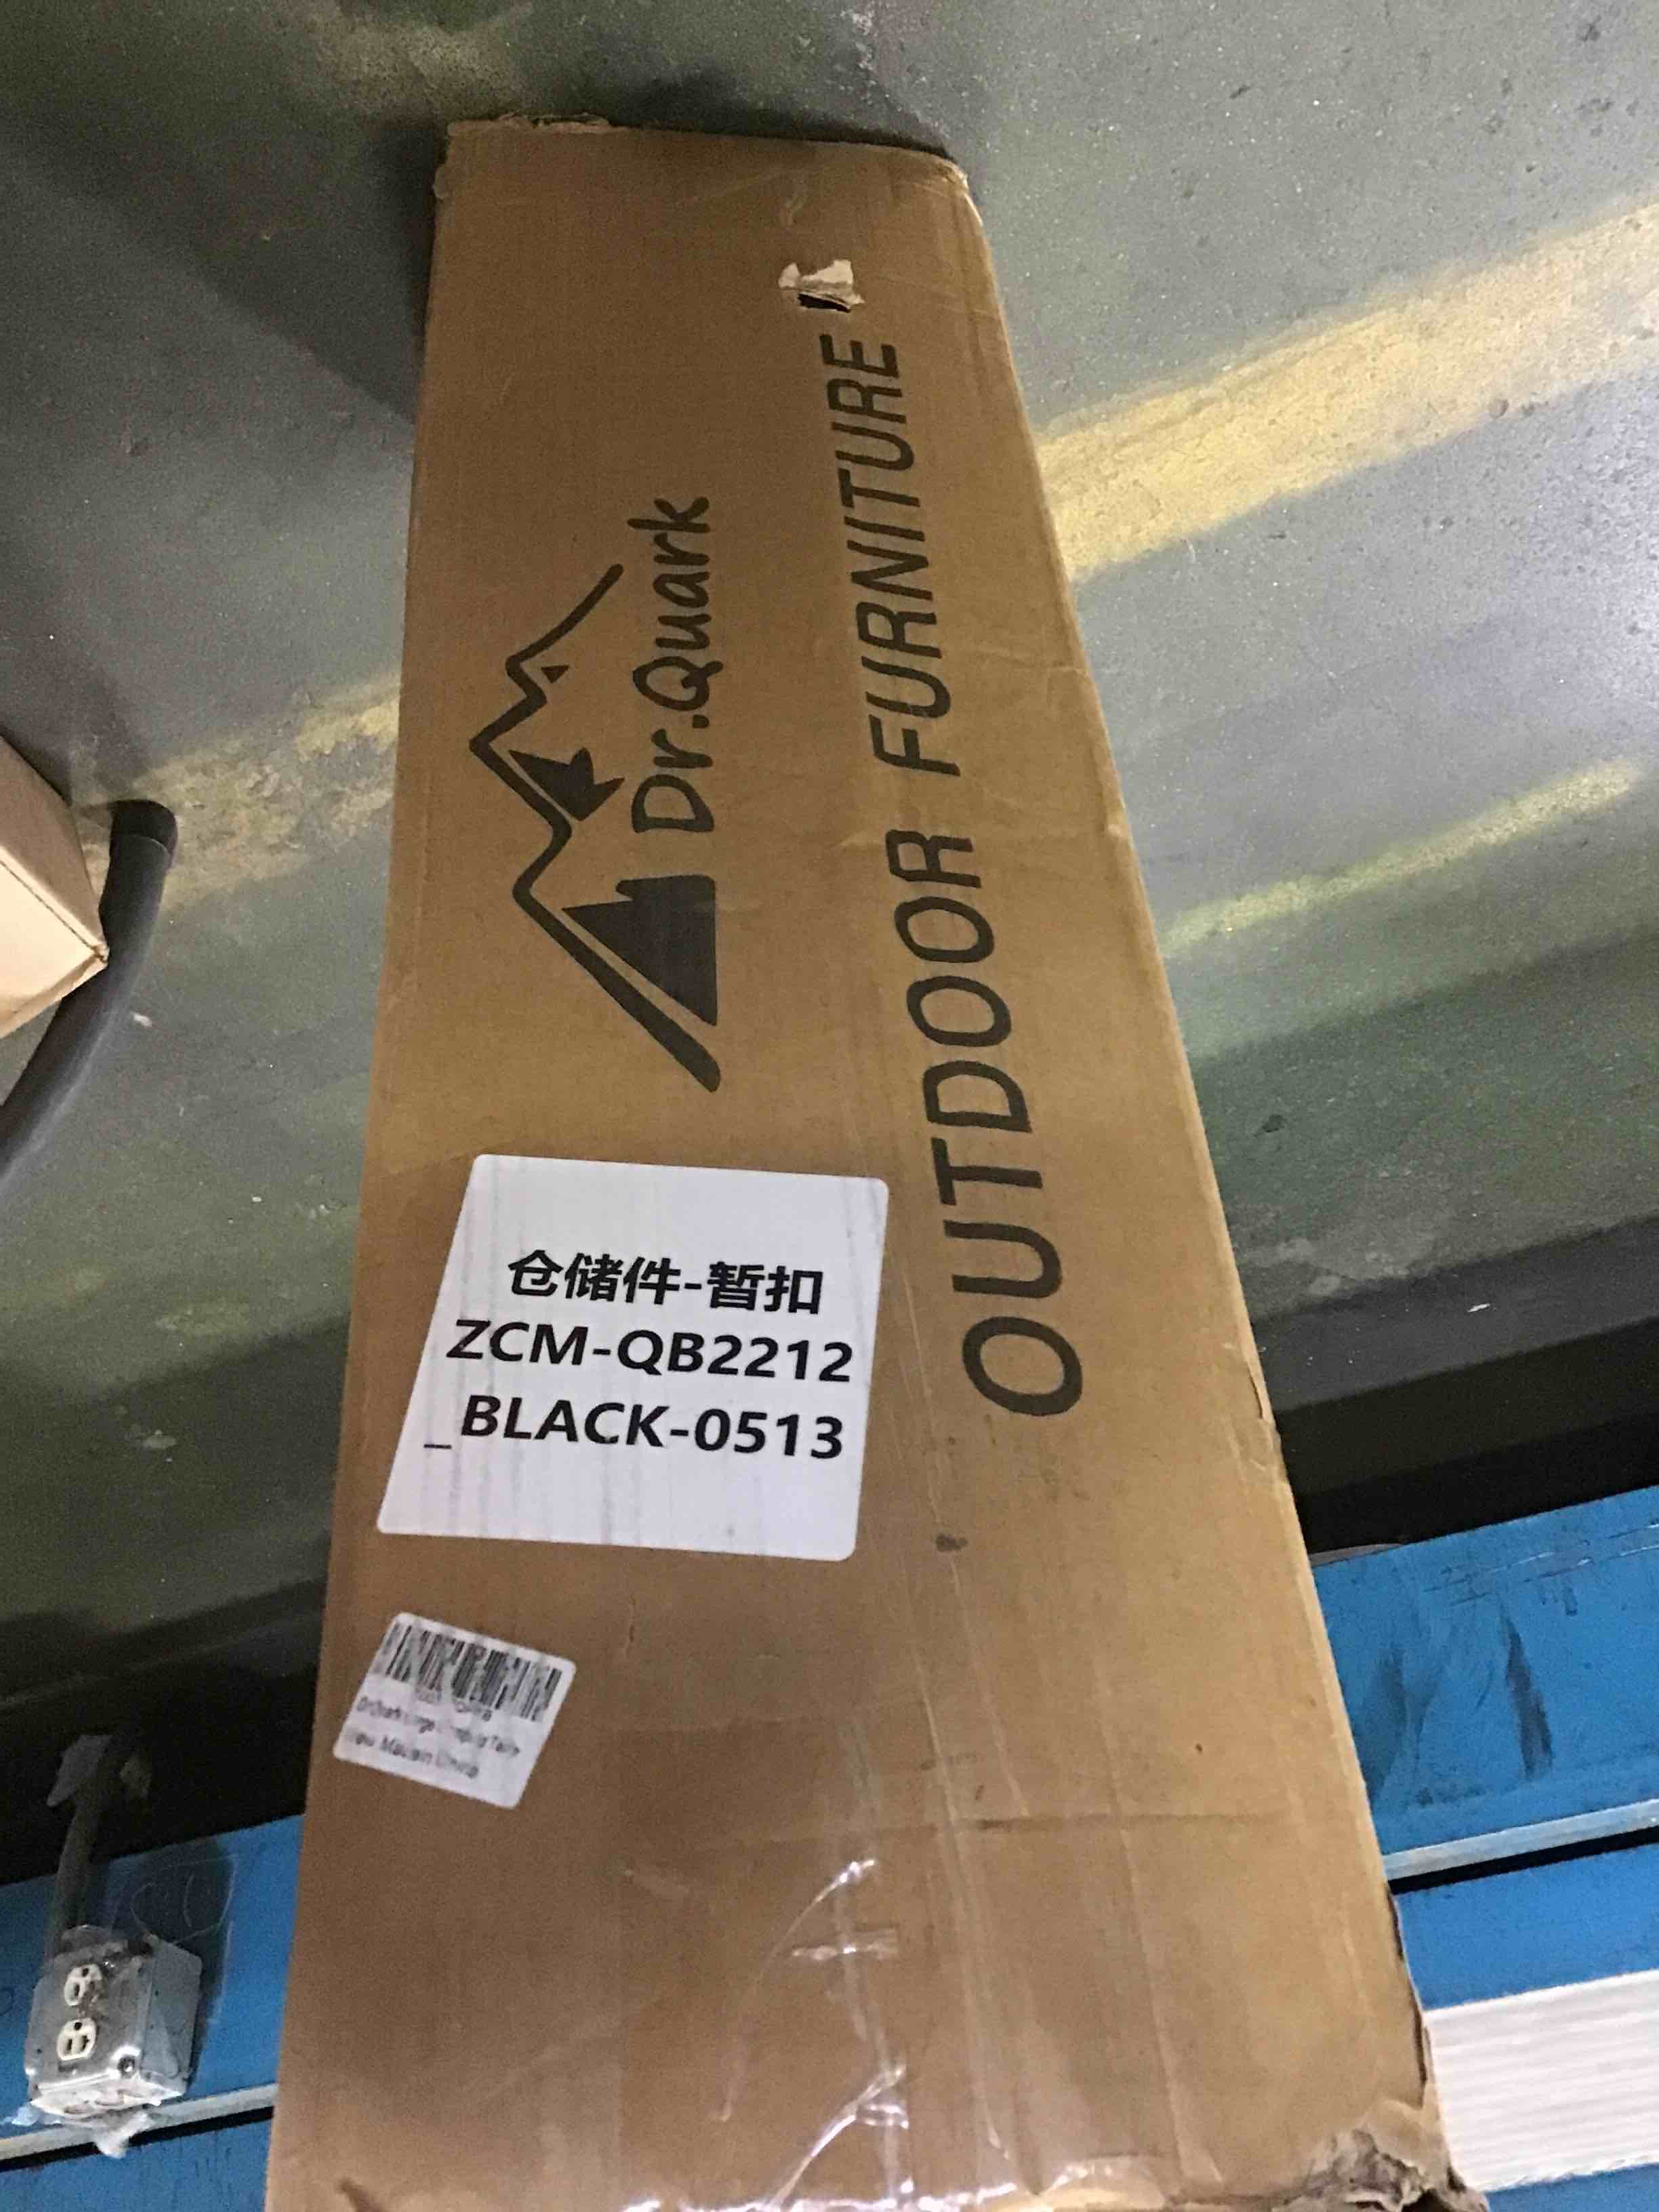 Dr.Quark
OUTDOOR FURNITURE
仓储件-暂扣
ZCM-QB2212
_BLACK-0513